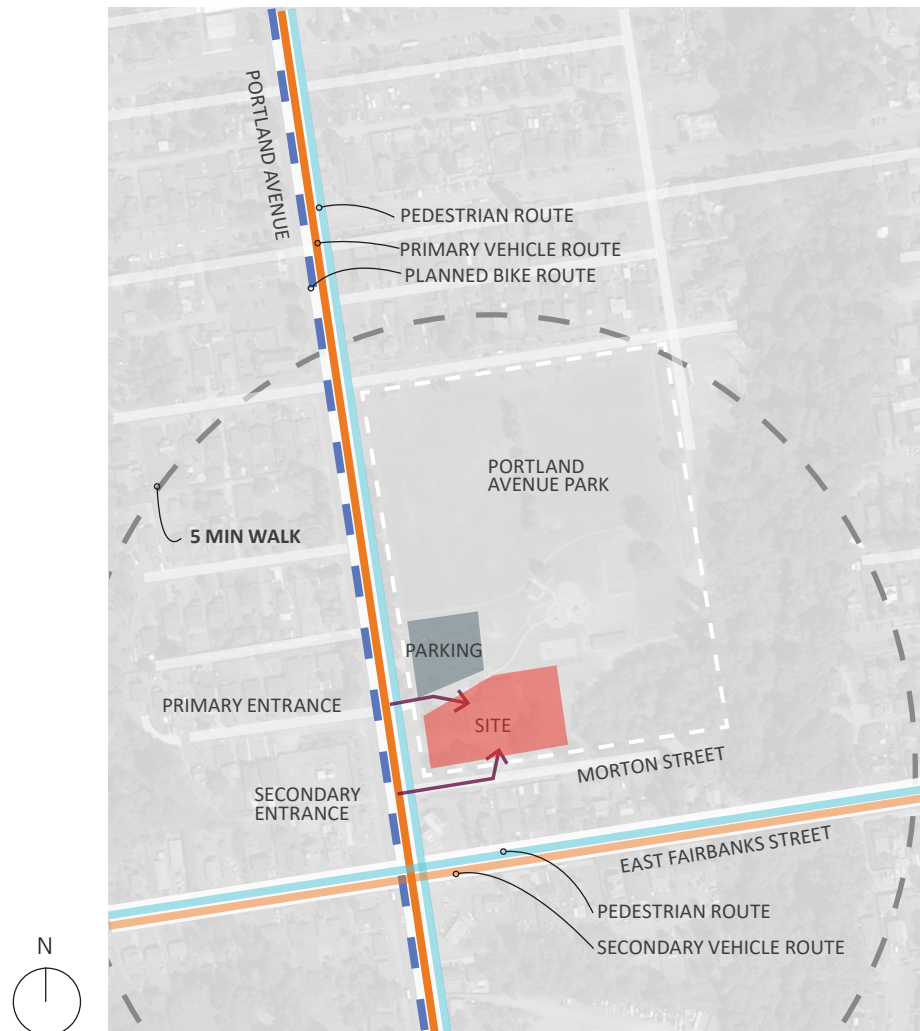 PORTLAND AVENUE
PEDESTRIAN ROUTE
PRIMARY VEHICLE ROUTE
PLANNED BIKE ROUTE
PORTLAND
AVENUE PARK
5 MIN WALK
PARKING
PRIMARY ENTRANCE
SITE
MORTON STREET
SECONDARY
ENTRANCE
EAST FAIRBANKS STREET
PEDESTRIAN ROUTE
SECONDARY VEHICLE ROUTE
N